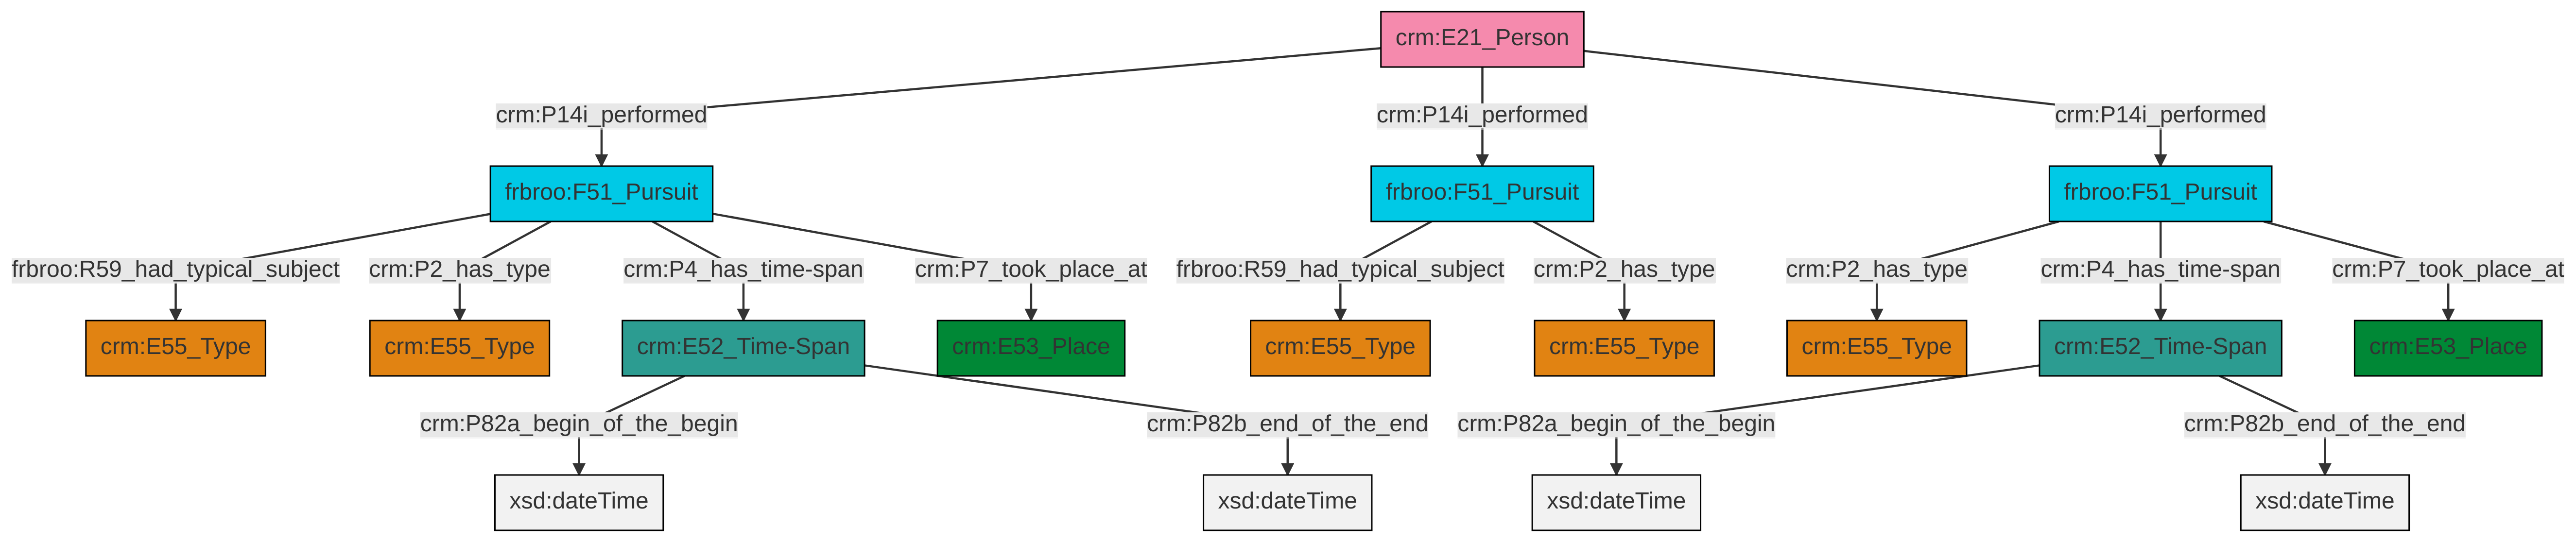 crm:E21_Person
crm:P14i_performed
crm:P14i_performed
crm:P14i_performed
frbroo:F51_Pursuit
frbroo:F51_Pursuit
frbroo:F51_Pursuit
frbroo:R59_had_typical_subject
crm:P2_has_type
crm:P4_has_time-span
crm:P7_took_place_at
frbroo:R59_had_typical_subject
crm:P2_has_type
crm:P2_has_type
crm:P4_has_time-span
crm:P7_took_place_at
crm:E55_Type
crm:E55_Type
crm:E52_Time-Span
crm:E53_Place
crm:E55_Type
crm:E55_Type
crm:E55_Type
crm:E52_Time-Span
crm:E53_Place
crm:P82a_begin_of_the_begin
crm:P82b_end_of_the_end
crm:P82a_begin_of_the_begin
crm:P82b_end_of_the_end
xsd:dateTime
xsd:dateTime
xsd:dateTime
xsd:dateTime